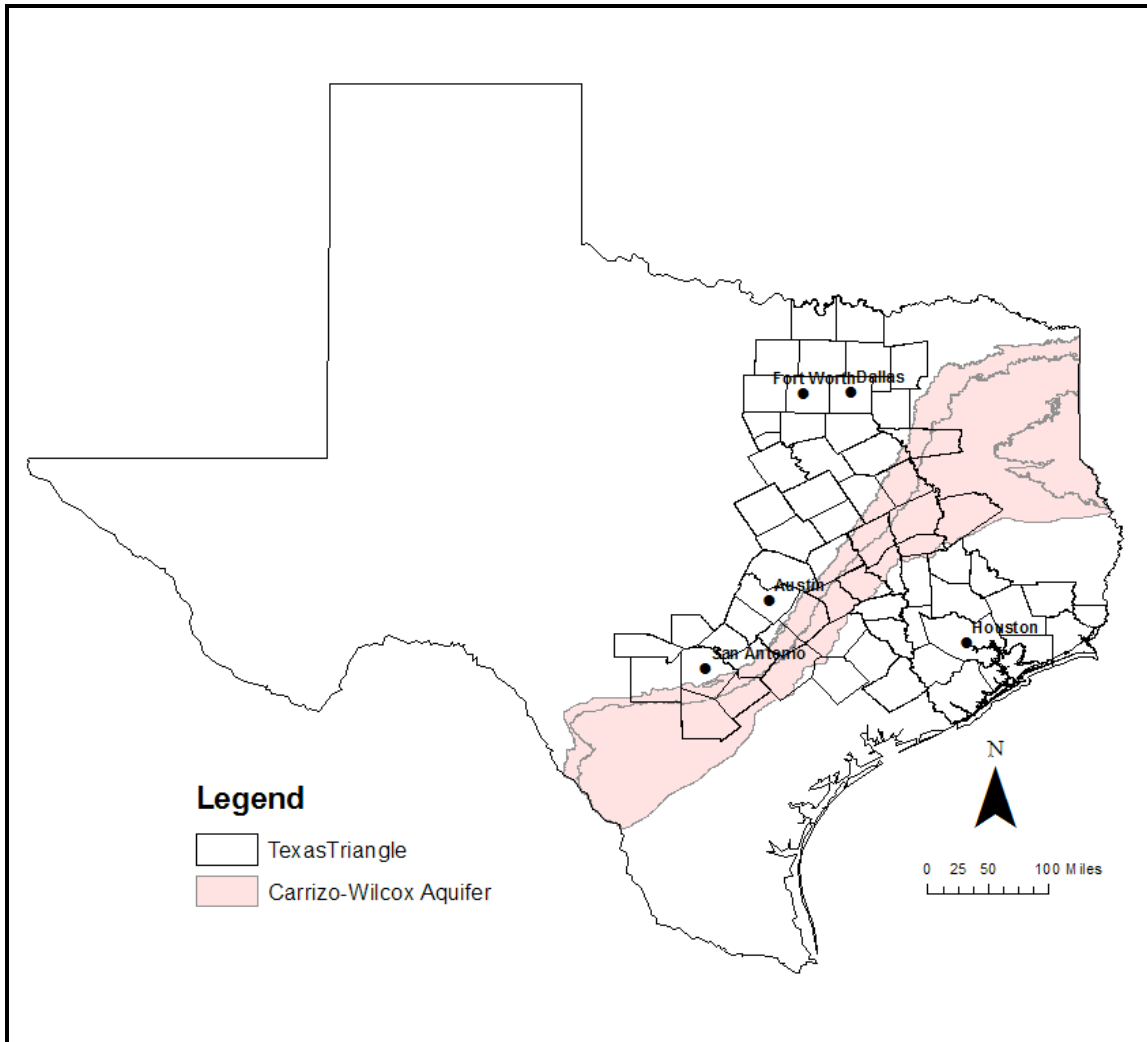 Fort Worth
Dallas
Austin
Houston
San Antonio
N
Legend
TexasTriangle
Carrizo-Wilcox Aquifer
0 25 50 100 Miles